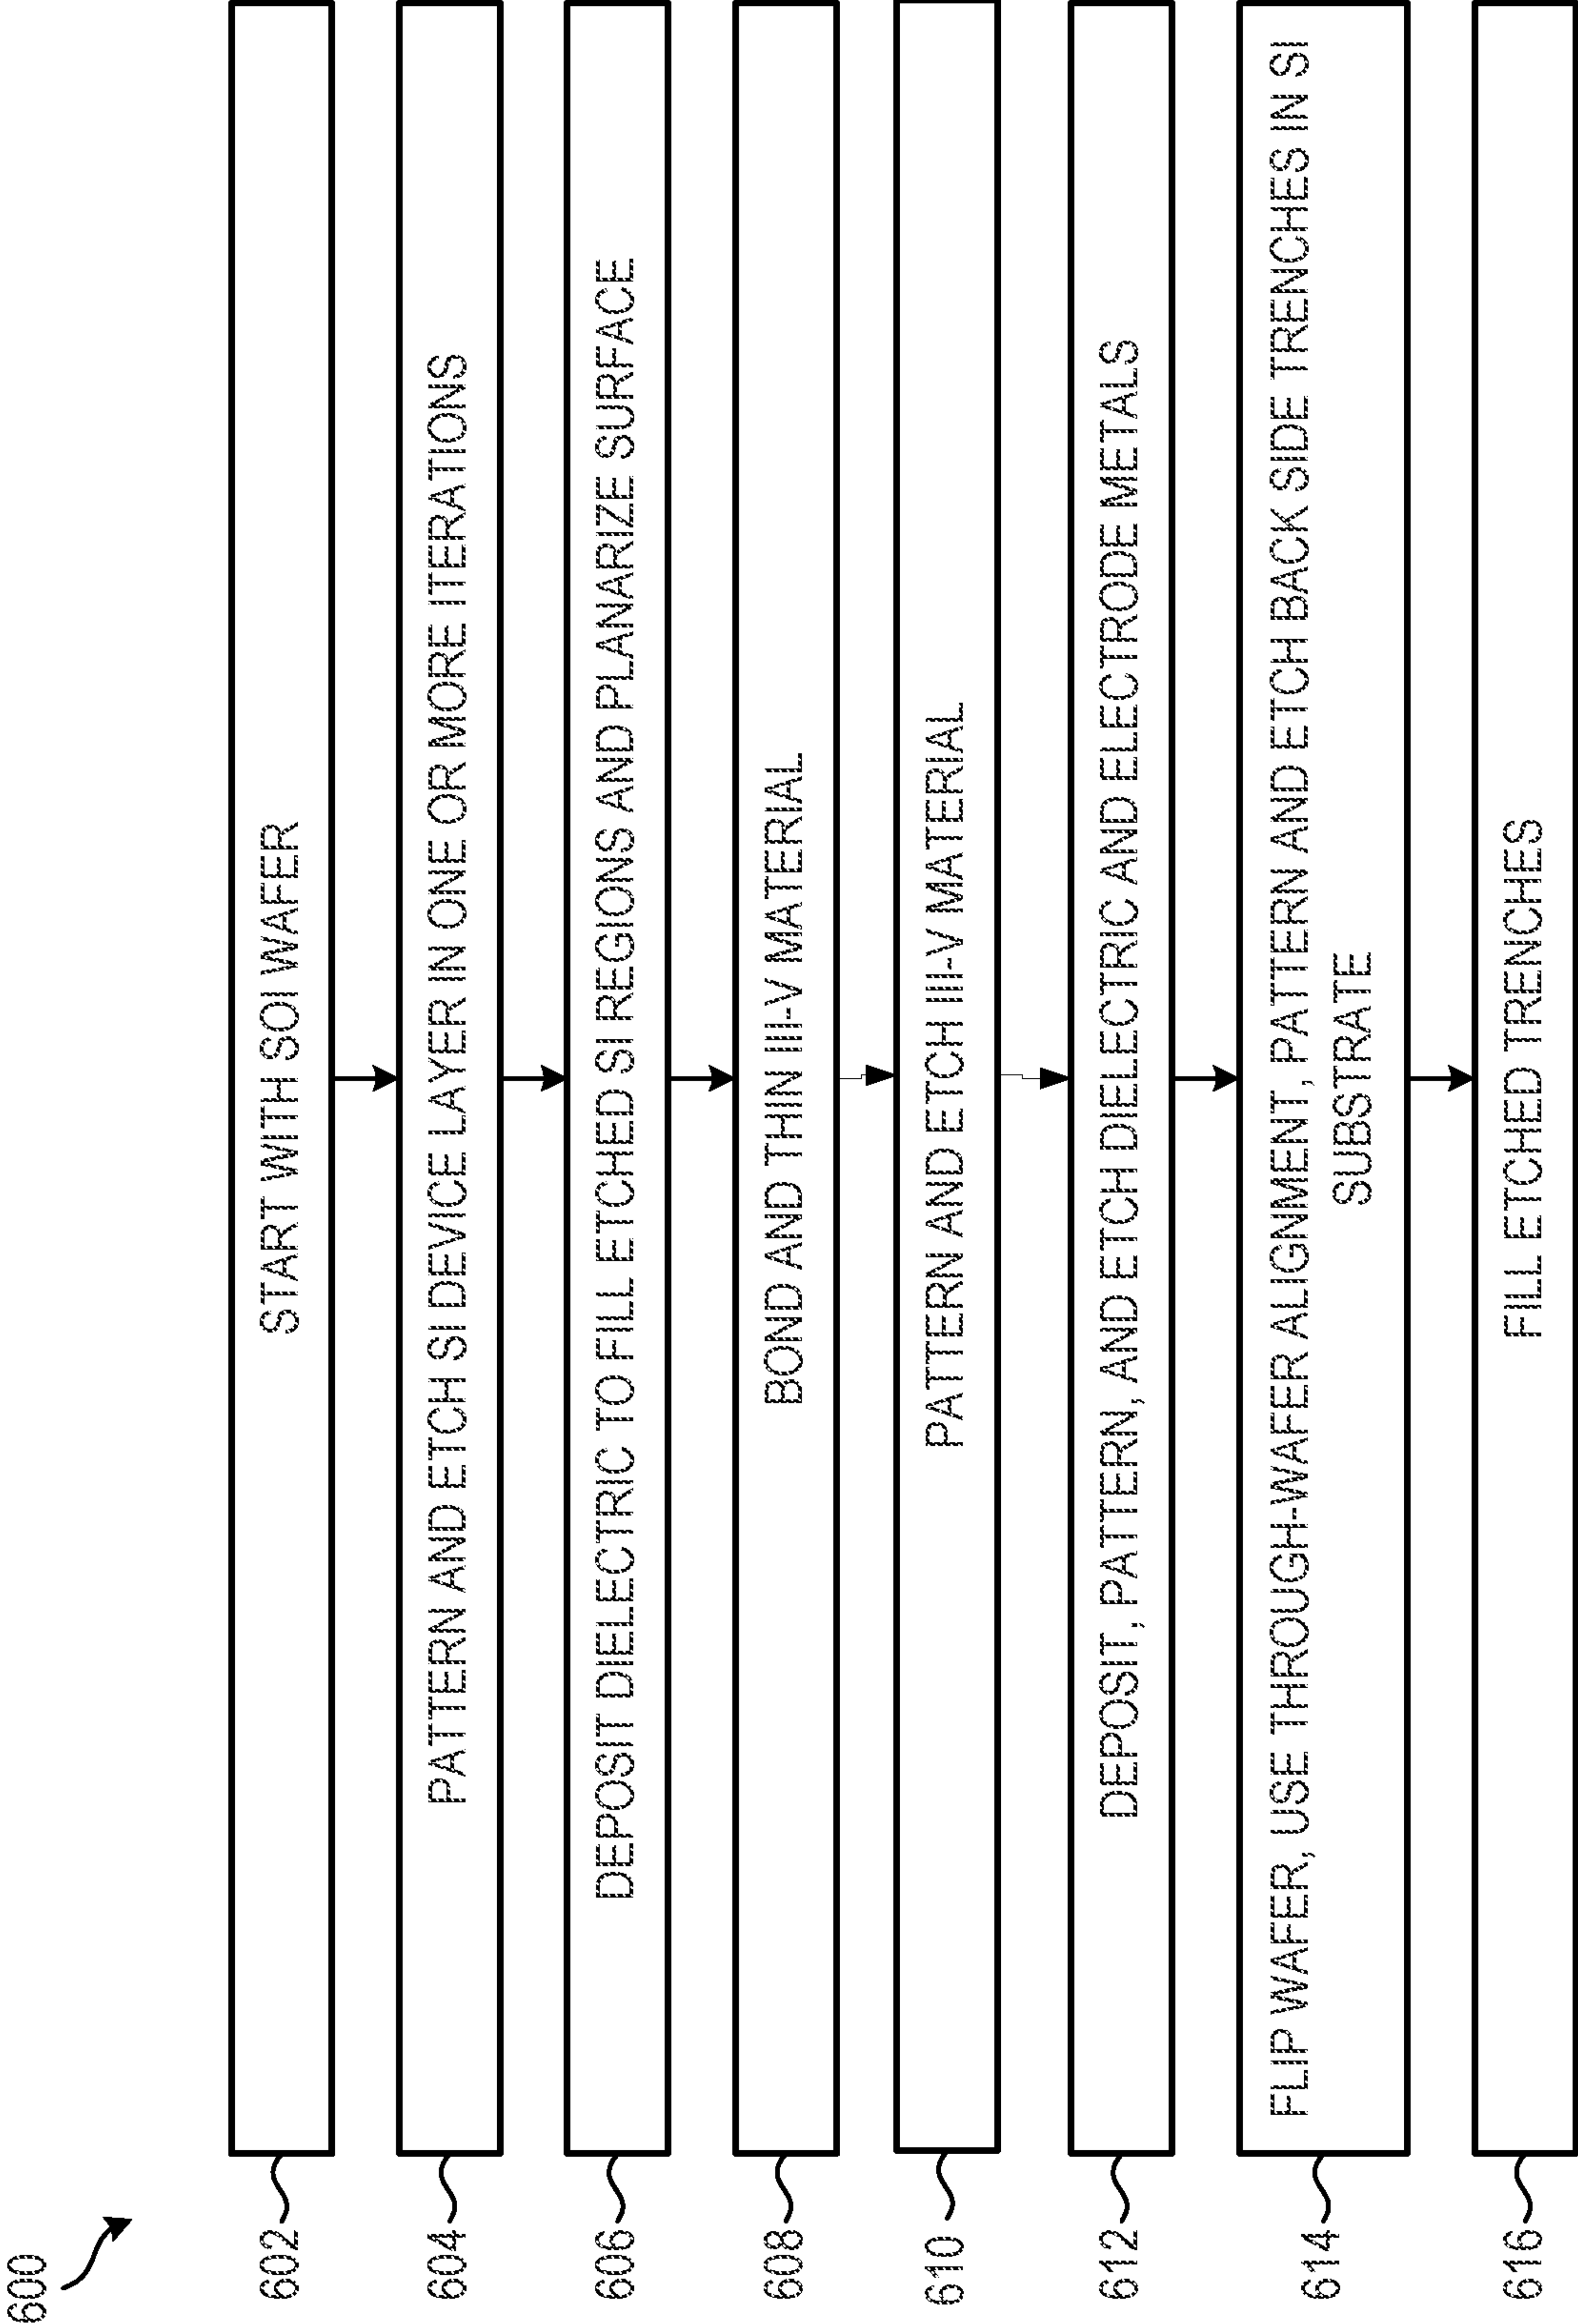 600
602
START WITH SOI WAFER
604
PATTERN AND ETCH SI DEVICE LAYER IN ONE OR MORE ITERATIONS
606
DEPOSIT DIELECTRIC TO FILL ETCHED SI REGIONS AND PLANARIZE SURFACE
608
BOND AND THIN III-V MATERIAL
610
PATTERN AND ETCH IIII-V MATERIAL
612
DEPOSIT, PATTERN, AND ETCH DIELECTRIC AND ELECTRODE METALS
614
FLIP WAFER, USE THROUGH-WAFER ALIGNMENT, PATTERN AND ETCH BACK SIDE TRENCHES IN SI
SUBSTRATE
616
FILL ETCHED TRENCHES